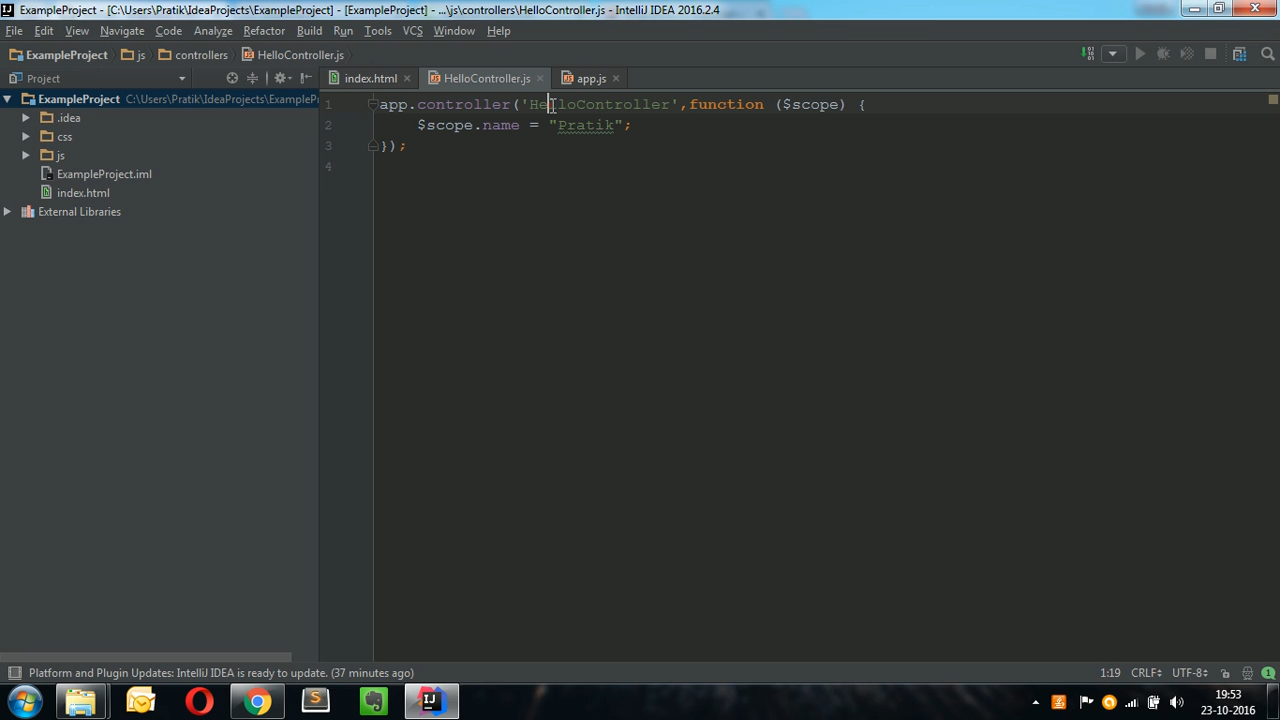 ExampleProject - [C:\Users\Pratik\IdeaProjects\ExampleProject] - [ExampleProject] - ...\js\controllers\HelloController.js - IntelliJ IDEA 2016.2.4
File Edit View Navigate Code Analyze Refactor Build Run Tools VCS Window Help
ExampleProject js controllers HelloController.js
Project index.html HelloController.js app.js
ExampleProject C:\Users\Pratik\IdeaProjects\ExampleP
.idea
css
js
ExampleProject.iml
index.html
External Libraries
1 app.controller('HelloController',function ($scope) {
2 $scope.name = "Pratik";
3 });
4
Platform and Plugin Updates: IntelliJ IDEA is ready to update. (37 minutes ago) 1:19 CRLF UTF-8
19:53
23-10-2016